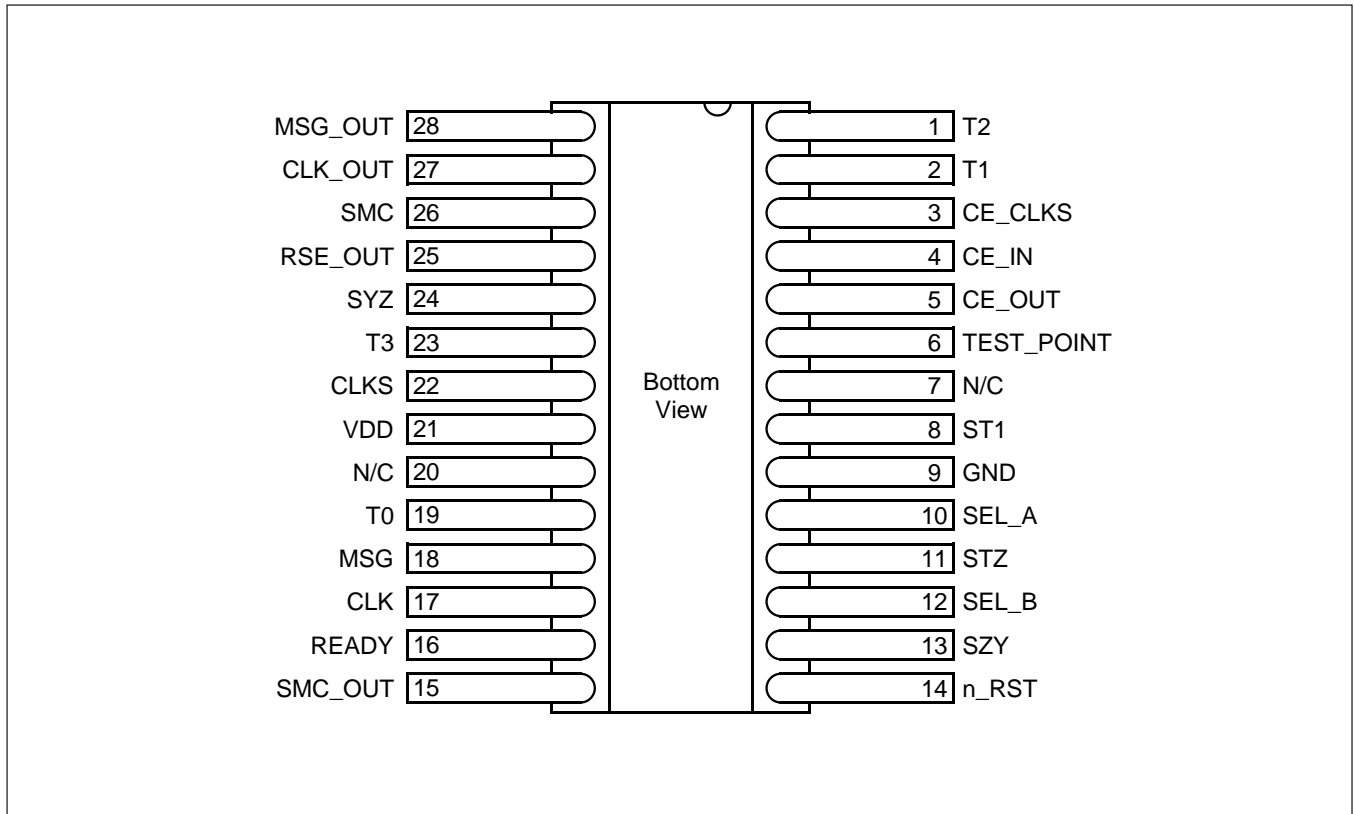 MSG_OUT 28 1 T2
CLK_OUT 27 2 T1
SMC 26 3 CE_CLKS
RSE_OUT 25 4 CE_IN
SYZ 24 5 CE_OUT
T3 23 6 TEST_POINT
CLKS 22 Bottom 7 N/C
View
VDD 21 8 ST1
N/C 20 9 GND
T0 19 10 SEL_A
MSG 18 11 STZ
CLK 17 12 SEL_B
READY 16 13 SZY
SMC_OUT 15 14 n_RST